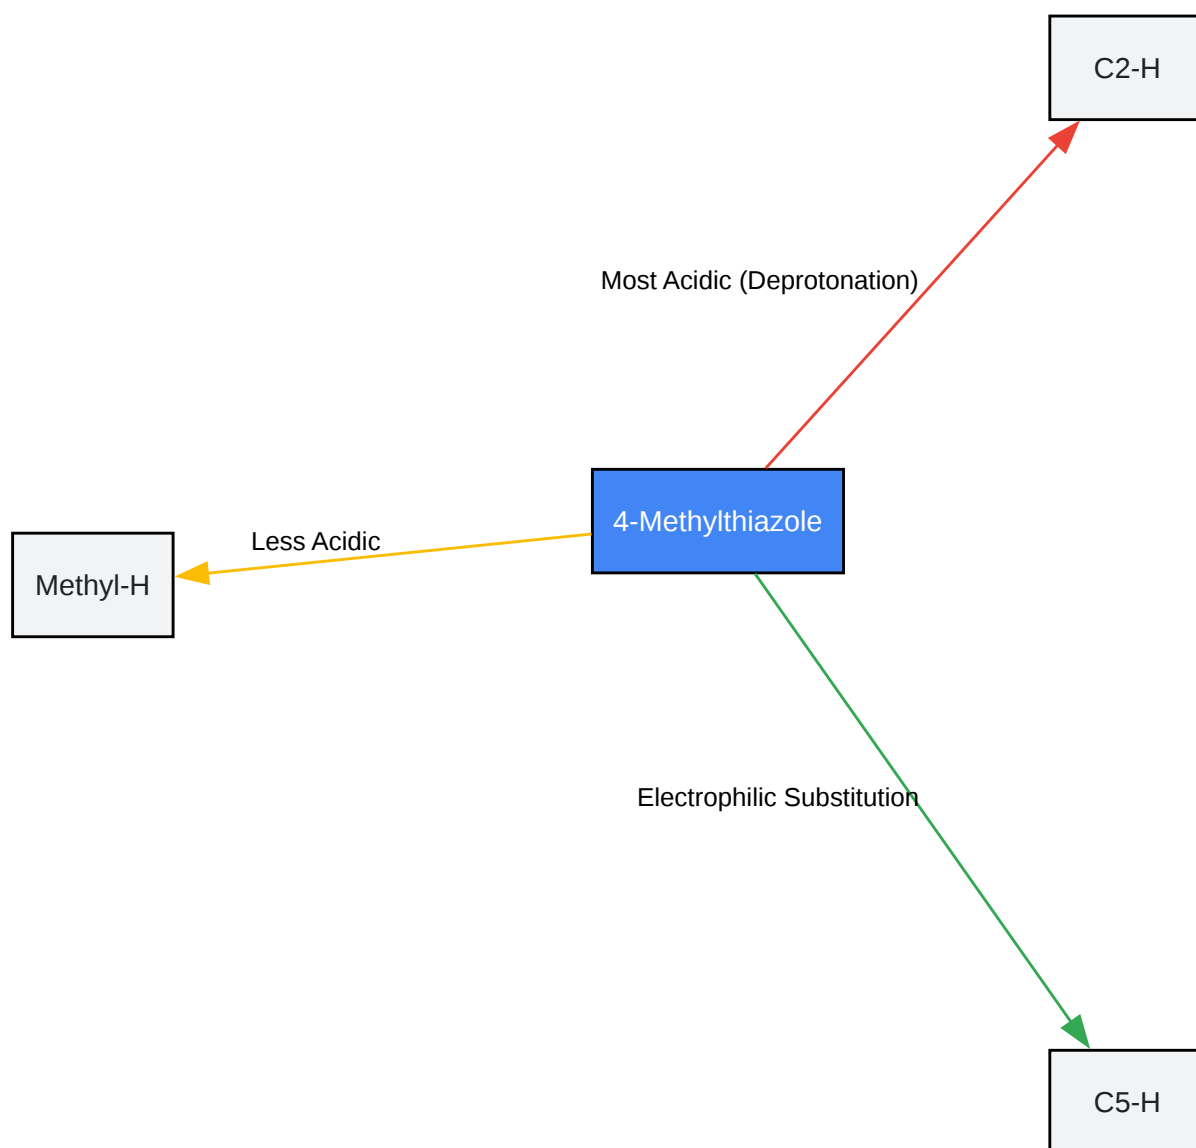 C2-H
Most Acidic (Deprotonation)
4-Methylthiazole
Less Acidic
Methyl-H
Electrophilic Substitution
C5-H